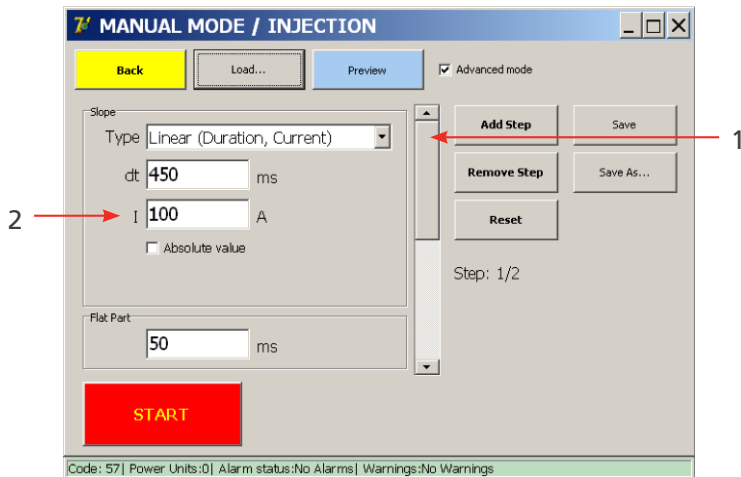 MANUAL MODE / INJECTION
Back
Load...
Preview
Advanced mode
Slope
Type Linear (Duration, Current)
dt 450 ms
I 100 A
Absolute value
Flat Part
50 ms
Add Step
Save
Remove Step
Save As...
Reset
Step: 1/2
1
2
START
Code: 57| Power Units:0| Alarm status:No Alarms| Warnings:No Warnings